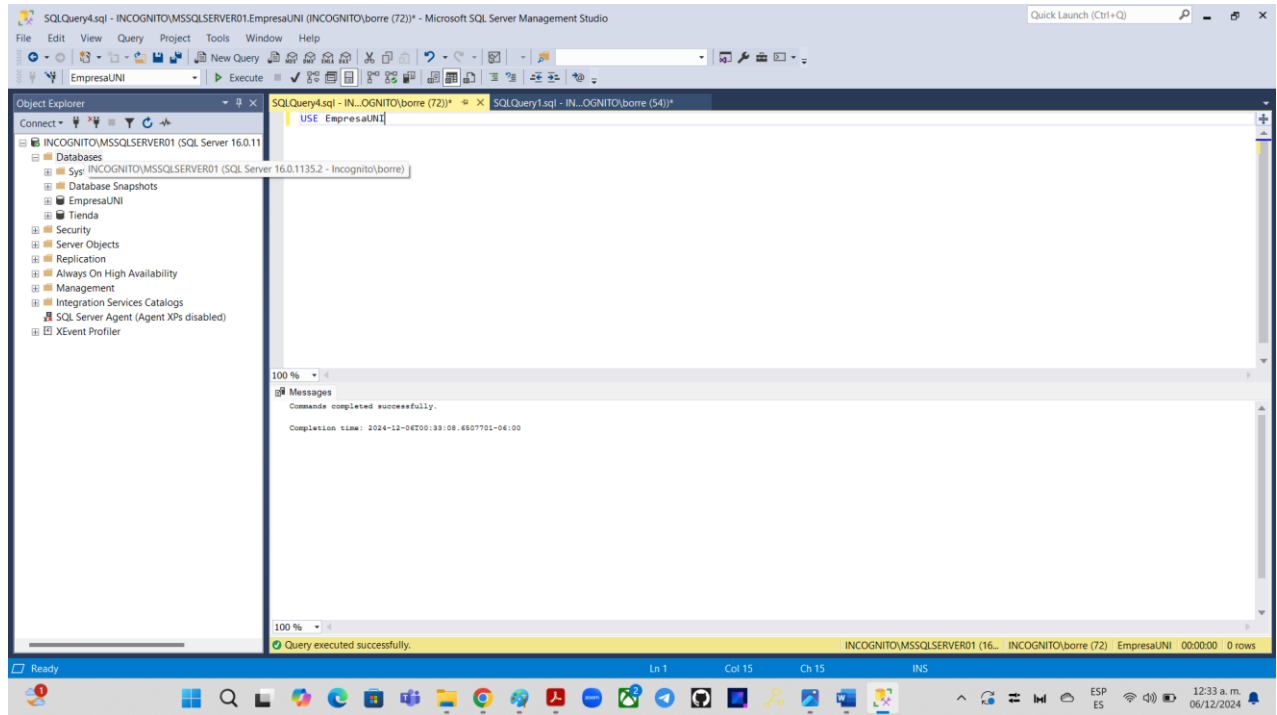 SQLQuery4.sql - INCOGNITO\MSSQLSERVER01.EmpresaUNI (INCOGNITO\borre (72))* - Microsoft SQL Server Management Studio
Quick Launch (Ctrl+Q)
File Edit View Query Project Tools Window Help
New Query
EmpresaUNI
Execute
Object Explorer
SQLQuery4.sql - IN...OGNITO\borre (72))*
SQLQuery1.sql - IN...OGNITO\borre (54))*
Connect
USE EmpresaUNI
INCOGNITO\MSSQLSERVER01 (SQL Server 16.0.11
Databases
Sys
INCOGNITO\MSSQLSERVER01 (SQL Server 16.0.1135.2 - Incognito\borre)
Database Snapshots
EmpresaUNI
Tienda
Security
Server Objects
Replication
Always On High Availability
Management
Integration Services Catalogs
SQL Server Agent (Agent XPs disabled)
XEvent Profiler
100 %
Messages
Commands completed successfully.
Completion time: 2024-12-06T00:33:08.6507701-06:00
100 %
Query executed successfully.
INCOGNITO\MSSQLSERVER01 (16... INCOGNITO\borre (72) EmpresaUNI 00:00:00 0 rows
Ready
Ln 1 Col 15 Ch 15 INS
ESP
ES
12:33 a. m.
06/12/2024